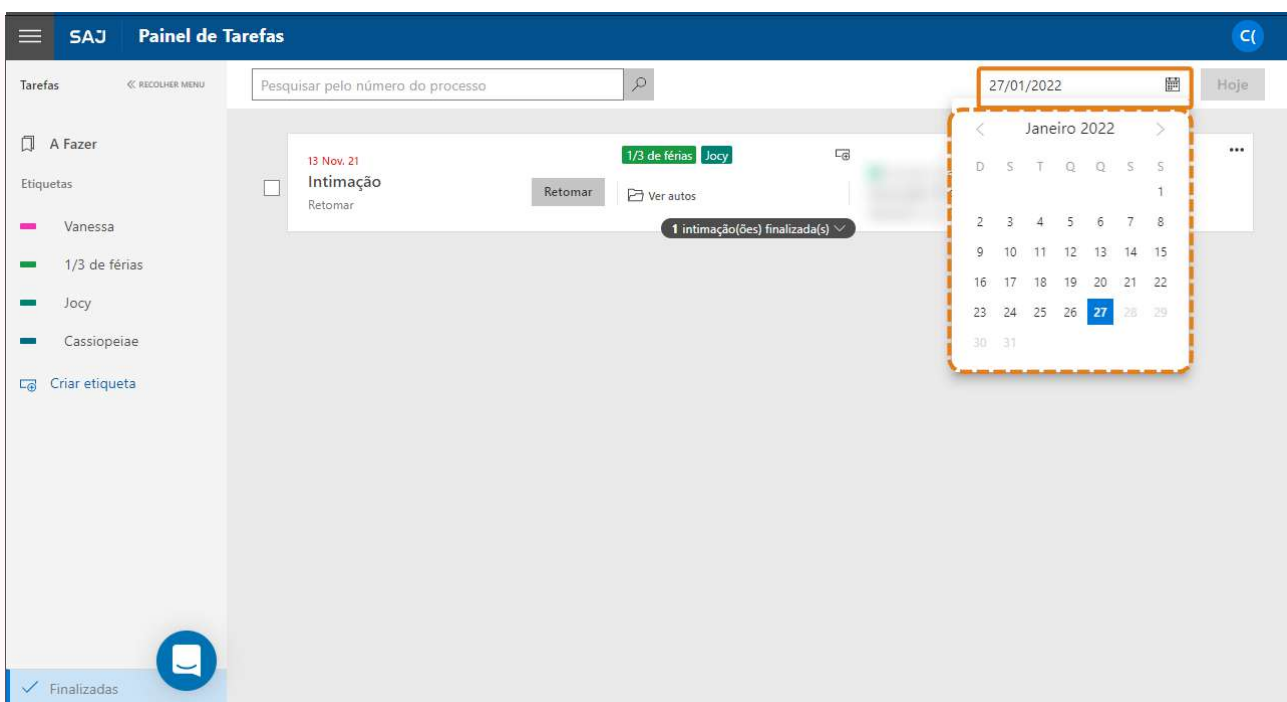 SAJ Painel de Tarefas C(
Tarefas RECOLHER MENU
Pesquisar pelo número do processo
27/01/2022 Hoje
A Fazer
Etiquetas
Vanessa
1/3 de férias
Jocy
Cassiopeiae
Criar etiqueta
Finalizadas
13 Nov. 21
Intimação
Retomar
Retomar
1/3 de férias Jocy
Ver autos
1 intimação(ões) finalizada(s)
Janeiro 2022
D S T Q Q S S
1
2 3 4 5 6 7 8
9 10 11 12 13 14 15
16 17 18 19 20 21 22
23 24 25 26 27 28 29
30 31